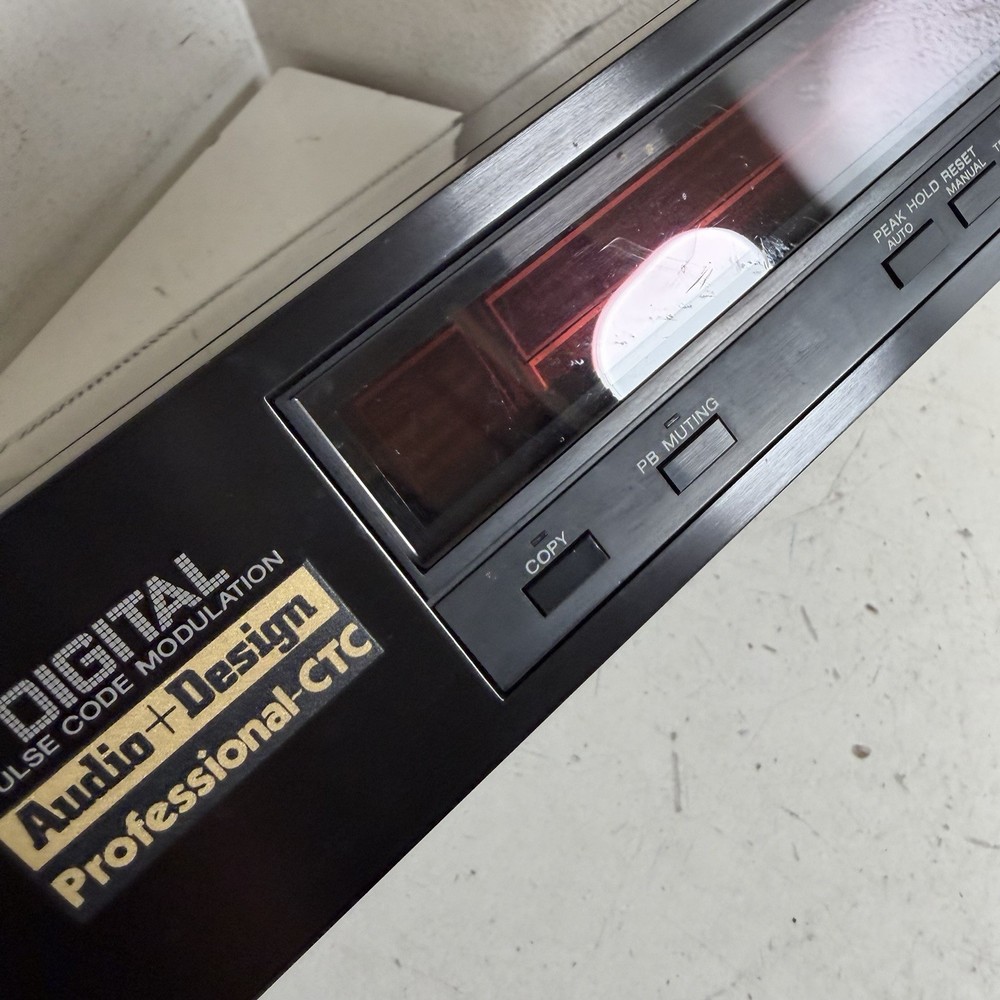 DIGITAL
ULSE CODE MODULATION
Audio+Design
Professional-CTC
COPY
PB MUTING
PEAK HOLD RESET
AUTO
MANUAL